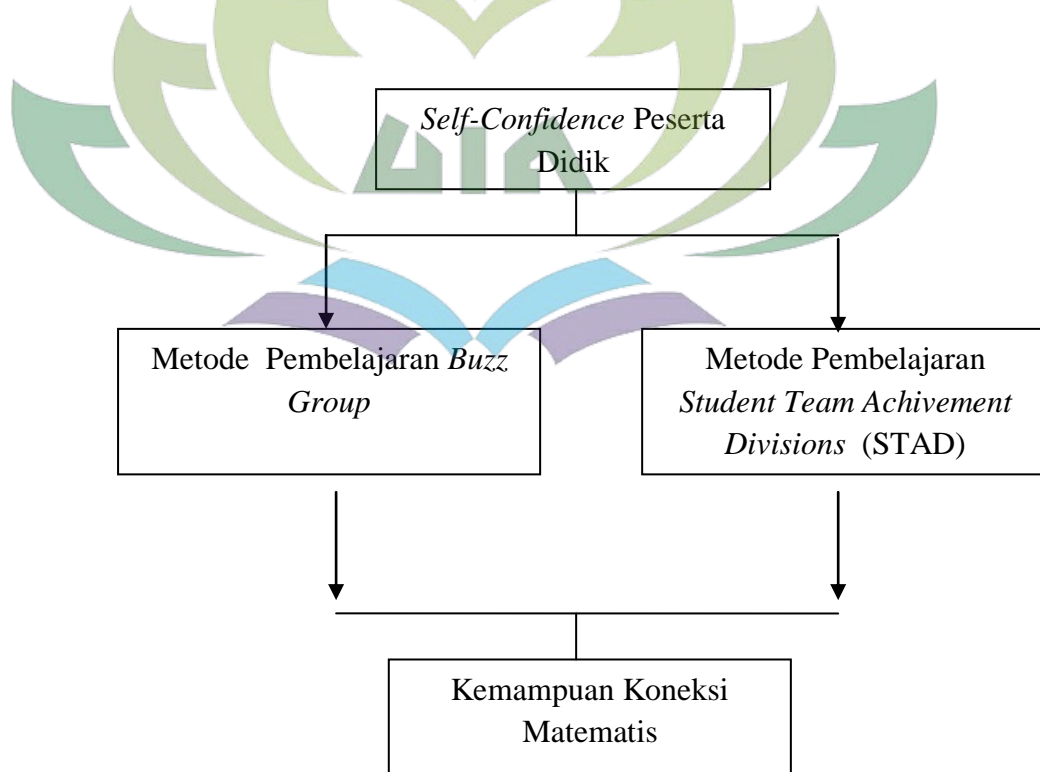 Self-Confidence Peserta
Didik
Metode Pembelajaran Buzz
Group
Metode Pembelajaran
Student Team Achivement
Divisions (STAD)
Kemampuan Koneksi
Matematis